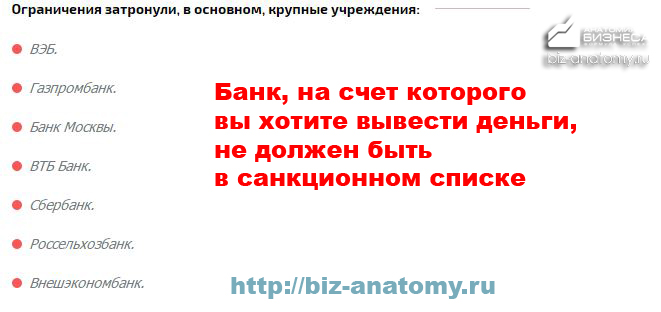 Ограничения затронули, в основном, крупные учреждения:
АНАТОМИЯ
БИЗНЕСА
biz-anatomy.ru
ВЭБ.
Газпромбанк.
Банк Москвы.
ВТБ Банк.
Сбербанк.
Россельхозбанк.
Внешэкономбанк.
Банк, на счет которого
вы хотите вывести деньги,
не должен быть
в санкционном списке
http://biz-anatomy.ru